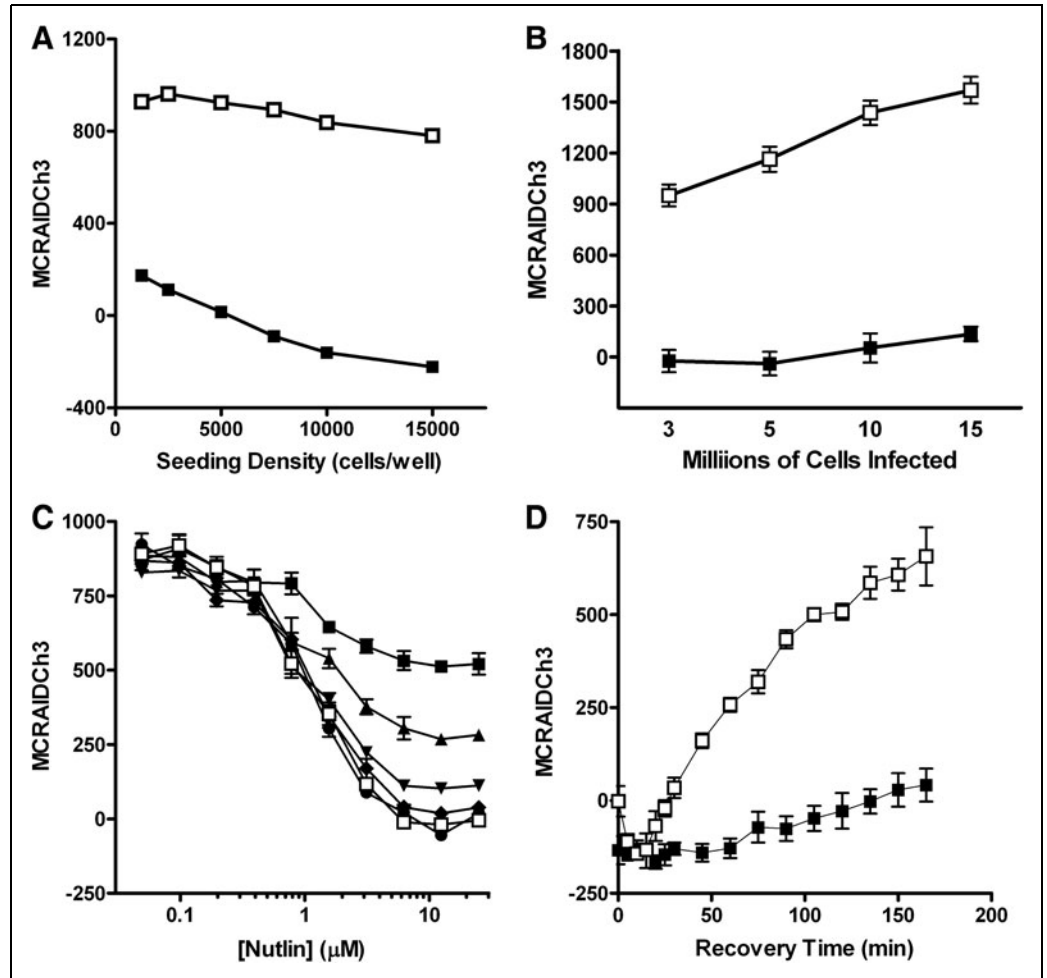 A
1200
800
400
0
-400
MCRAIDCh3
0 5000 10000 15000
Seeding Density (cells/well)
B
1800
1500
1200
900
600
300
0
MCRAIDCh3
3 5 10 15
Milliions of Cells Infected
C
1000
750
500
250
0
-250
MCRAIDCh3
0.1 1 10
[Nutlin] (μM)
D
750
500
250
0
-250
MCRAIDCh3
0 50 100 150 200
Recovery Time (min)